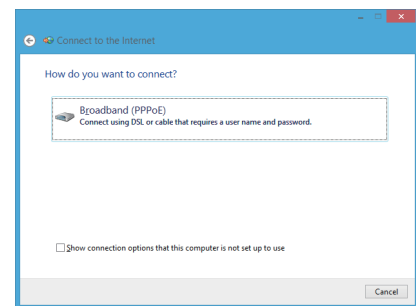 Connect to the Internet
How do you want to connect?
Broadband (PPPoE)
Connect using DSL or cable that requires a user name and password.
Show connection options that this computer is not set up to use
Cancel